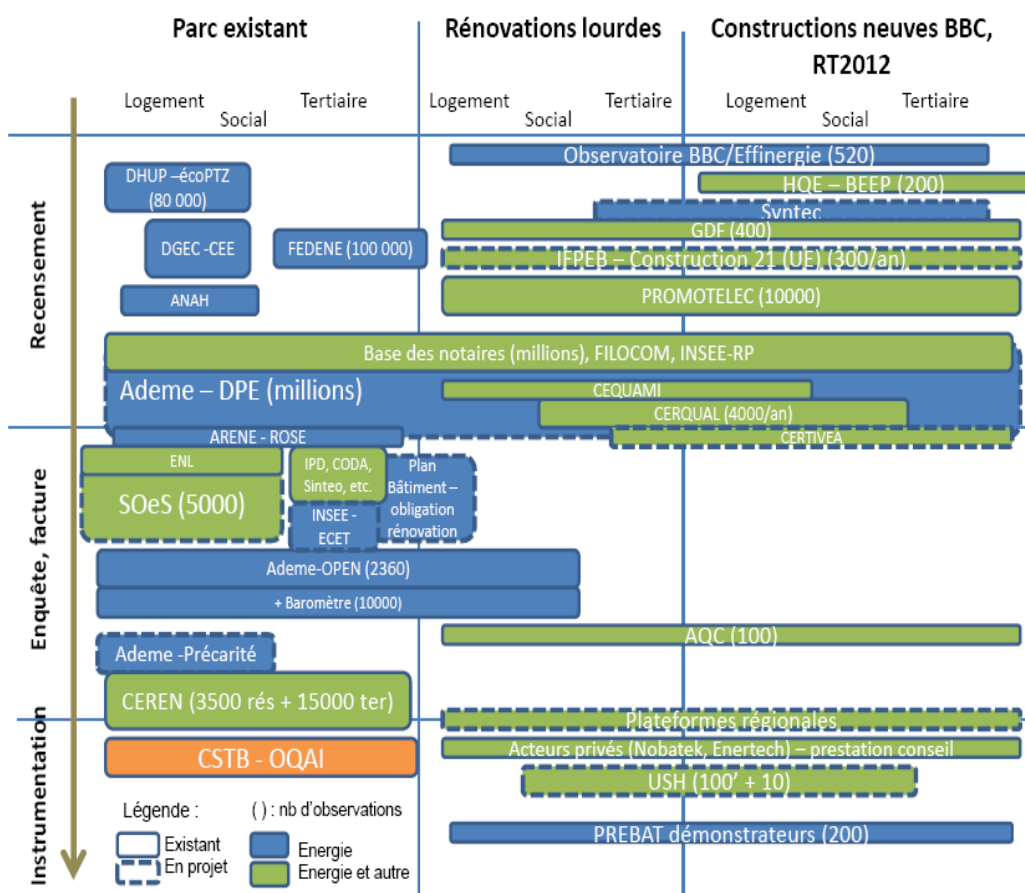 Parc existant
Rénovations lourdes
Constructions neuves BBC,
RT2012
Logement
Social
Tertiaire
Logement
Social
Tertiaire
Logement
Social
Tertiaire
Recensement
DHUP –écoPTZ
(80 000)
DGEC -CEE
FEDENE (100 000)
ANAH
Observatoire BBC/Effinergie (520)
HQE – BEEP (200)
Syntec
GDF (400)
IFPEB – Construction 21 (UE) (300/an)
PROMOTELEC (10000)
Base des notaires (millions), FILOCOM, INSEE-RP
Ademe – DPE (millions)
CEQUAMI
CERQUAL (4000/an)
CERTIVEA
ARENE - ROSE
Enquête, facture
ENL
SOeS (5000)
IPD, CODA,
Sinteo, etc.
INSEE -
ECET
Plan
Bâtiment –
obligation
rénovation
Ademe-OPEN (2360)
+ Baromètre (10000)
AQC (100)
Ademe -Précarité
CEREN (3500 rés + 15000 ter)
Plateformes régionales
Instrumentation
CSTB - OQAI
Acteurs privés (Nobatek, Enertech) – prestation conseil
USH (100’ + 10)
PREBAT démonstrateurs (200)
Légende :
( ) : nb d’observations
Existant
En projet
Energie
Energie et autre